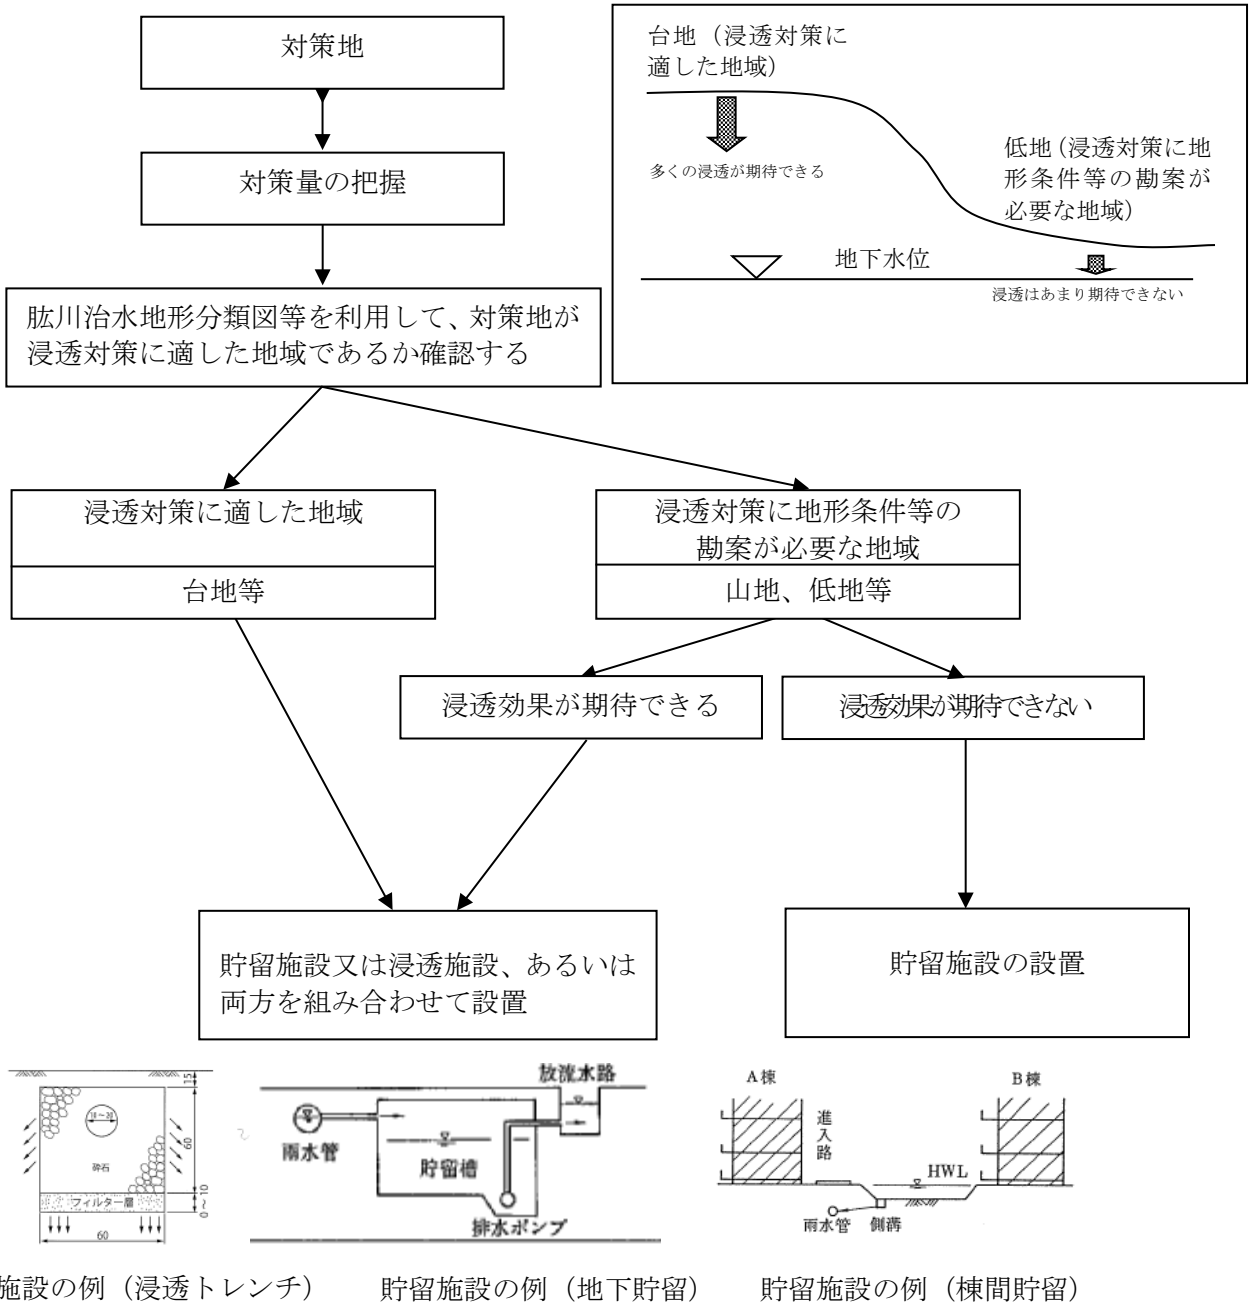 対策地
対策量の把握
肱川治水地形分類図等を利用して、対策地が
浸透対策に適した地域であるか確認する
台地（浸透対策に
適した地域）
多くの浸透が期待できる
低地（浸透対策に地
形条件等の勘案が
必要な地域）
地下水位
浸透はあまり期待できない
浸透対策に適した地域
台地等
浸透対策に地形条件等の
勘案が必要な地域
山地、低地等
浸透効果が期待できる
浸透効果が期待できない
貯留施設又は浸透施設、あるいは
両方を組み合わせて設置
貯留施設の設置
15
10～20
60
砕石
フィルター層
0～10
60
放流水路
雨水管
貯留槽
排水ポンプ
A棟
B棟
進入路
HWL
雨水管
側溝
施設の例（浸透トレンチ）
貯留施設の例（地下貯留）
貯留施設の例（棟間貯留）